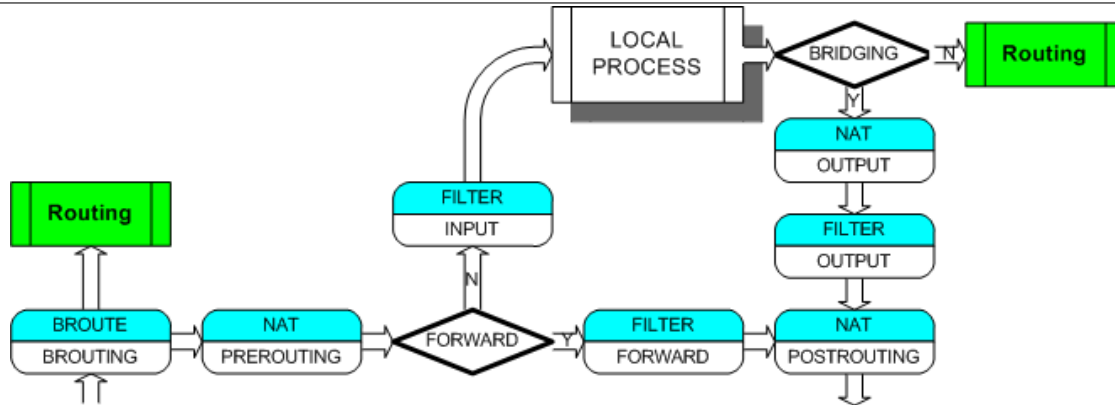 LOCAL
PROCESS
BRIDGING
N
Routing
Y
NAT
OUTPUT
FILTER
INPUT
Routing
FILTER
OUTPUT
N
BROUTE
BROUTING
NAT
PREROUTING
FORWARD
Y
FILTER
FORWARD
NAT
POSTROUTING